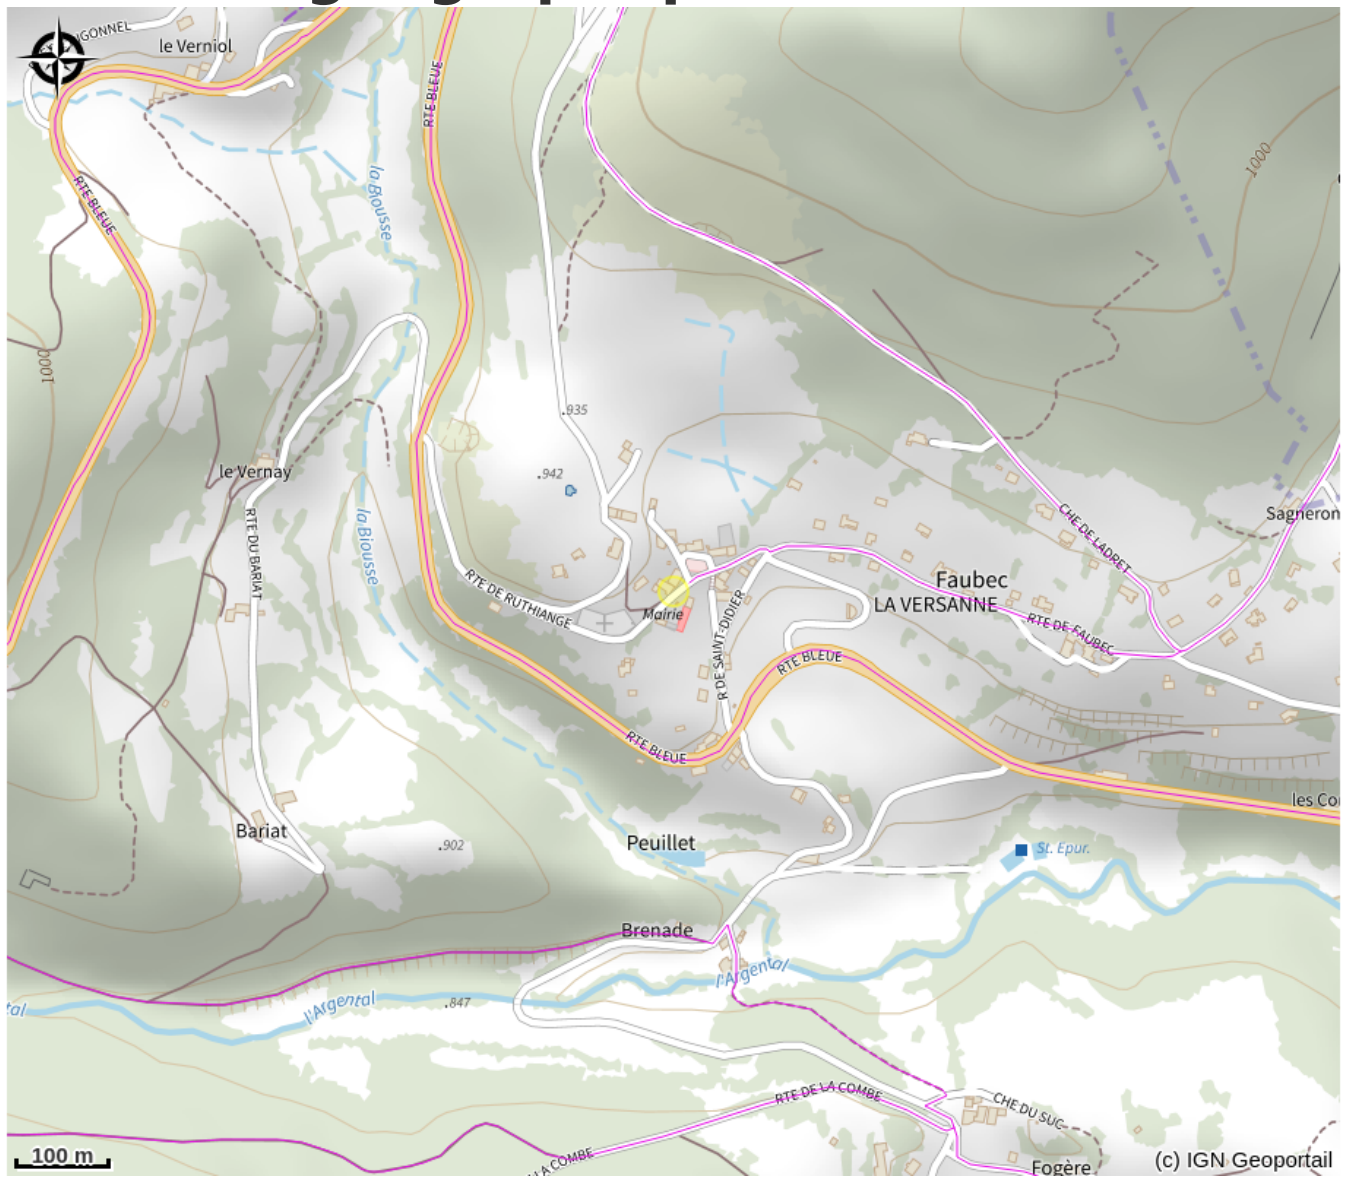 IGONNEL
le Verniol
RTE BLEUE
la Biousse
1000
RTE BLEUE
1000
.935
.942
le Vernay
la Biousse
RTE DU BARIAT
RTE DE RUTHIANGE
Mairie
R DE SAINT-DIDIER
CHE DE LADRET
Sagneron
Faubec
LA VERSANNE
RTE DE FAUBEC
RTE BLEUE
RTE BLEUE
les Co
Bariat
.902
Peuillet
St. Epur.
Brenade
l'Argental
tal
l'Argental
.847
RTE DE LA COMBE
CHE DU SUC
LA COMBE
Fogère
100 m
(c) IGN Geoportail